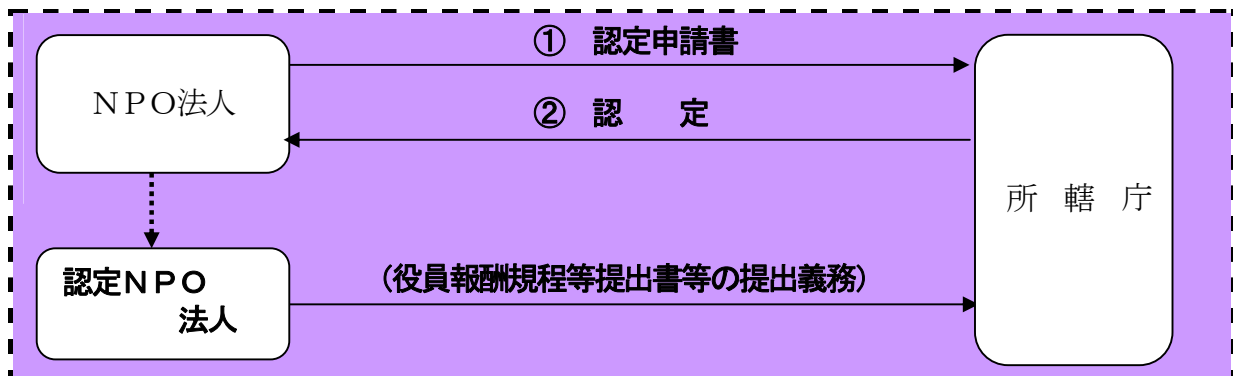 ① 認定申請書
ＮＰＯ法人
② 認　　定
所 轄 庁
認定ＮＰＯ
法人
（役員報酬規程等提出書等の提出義務）